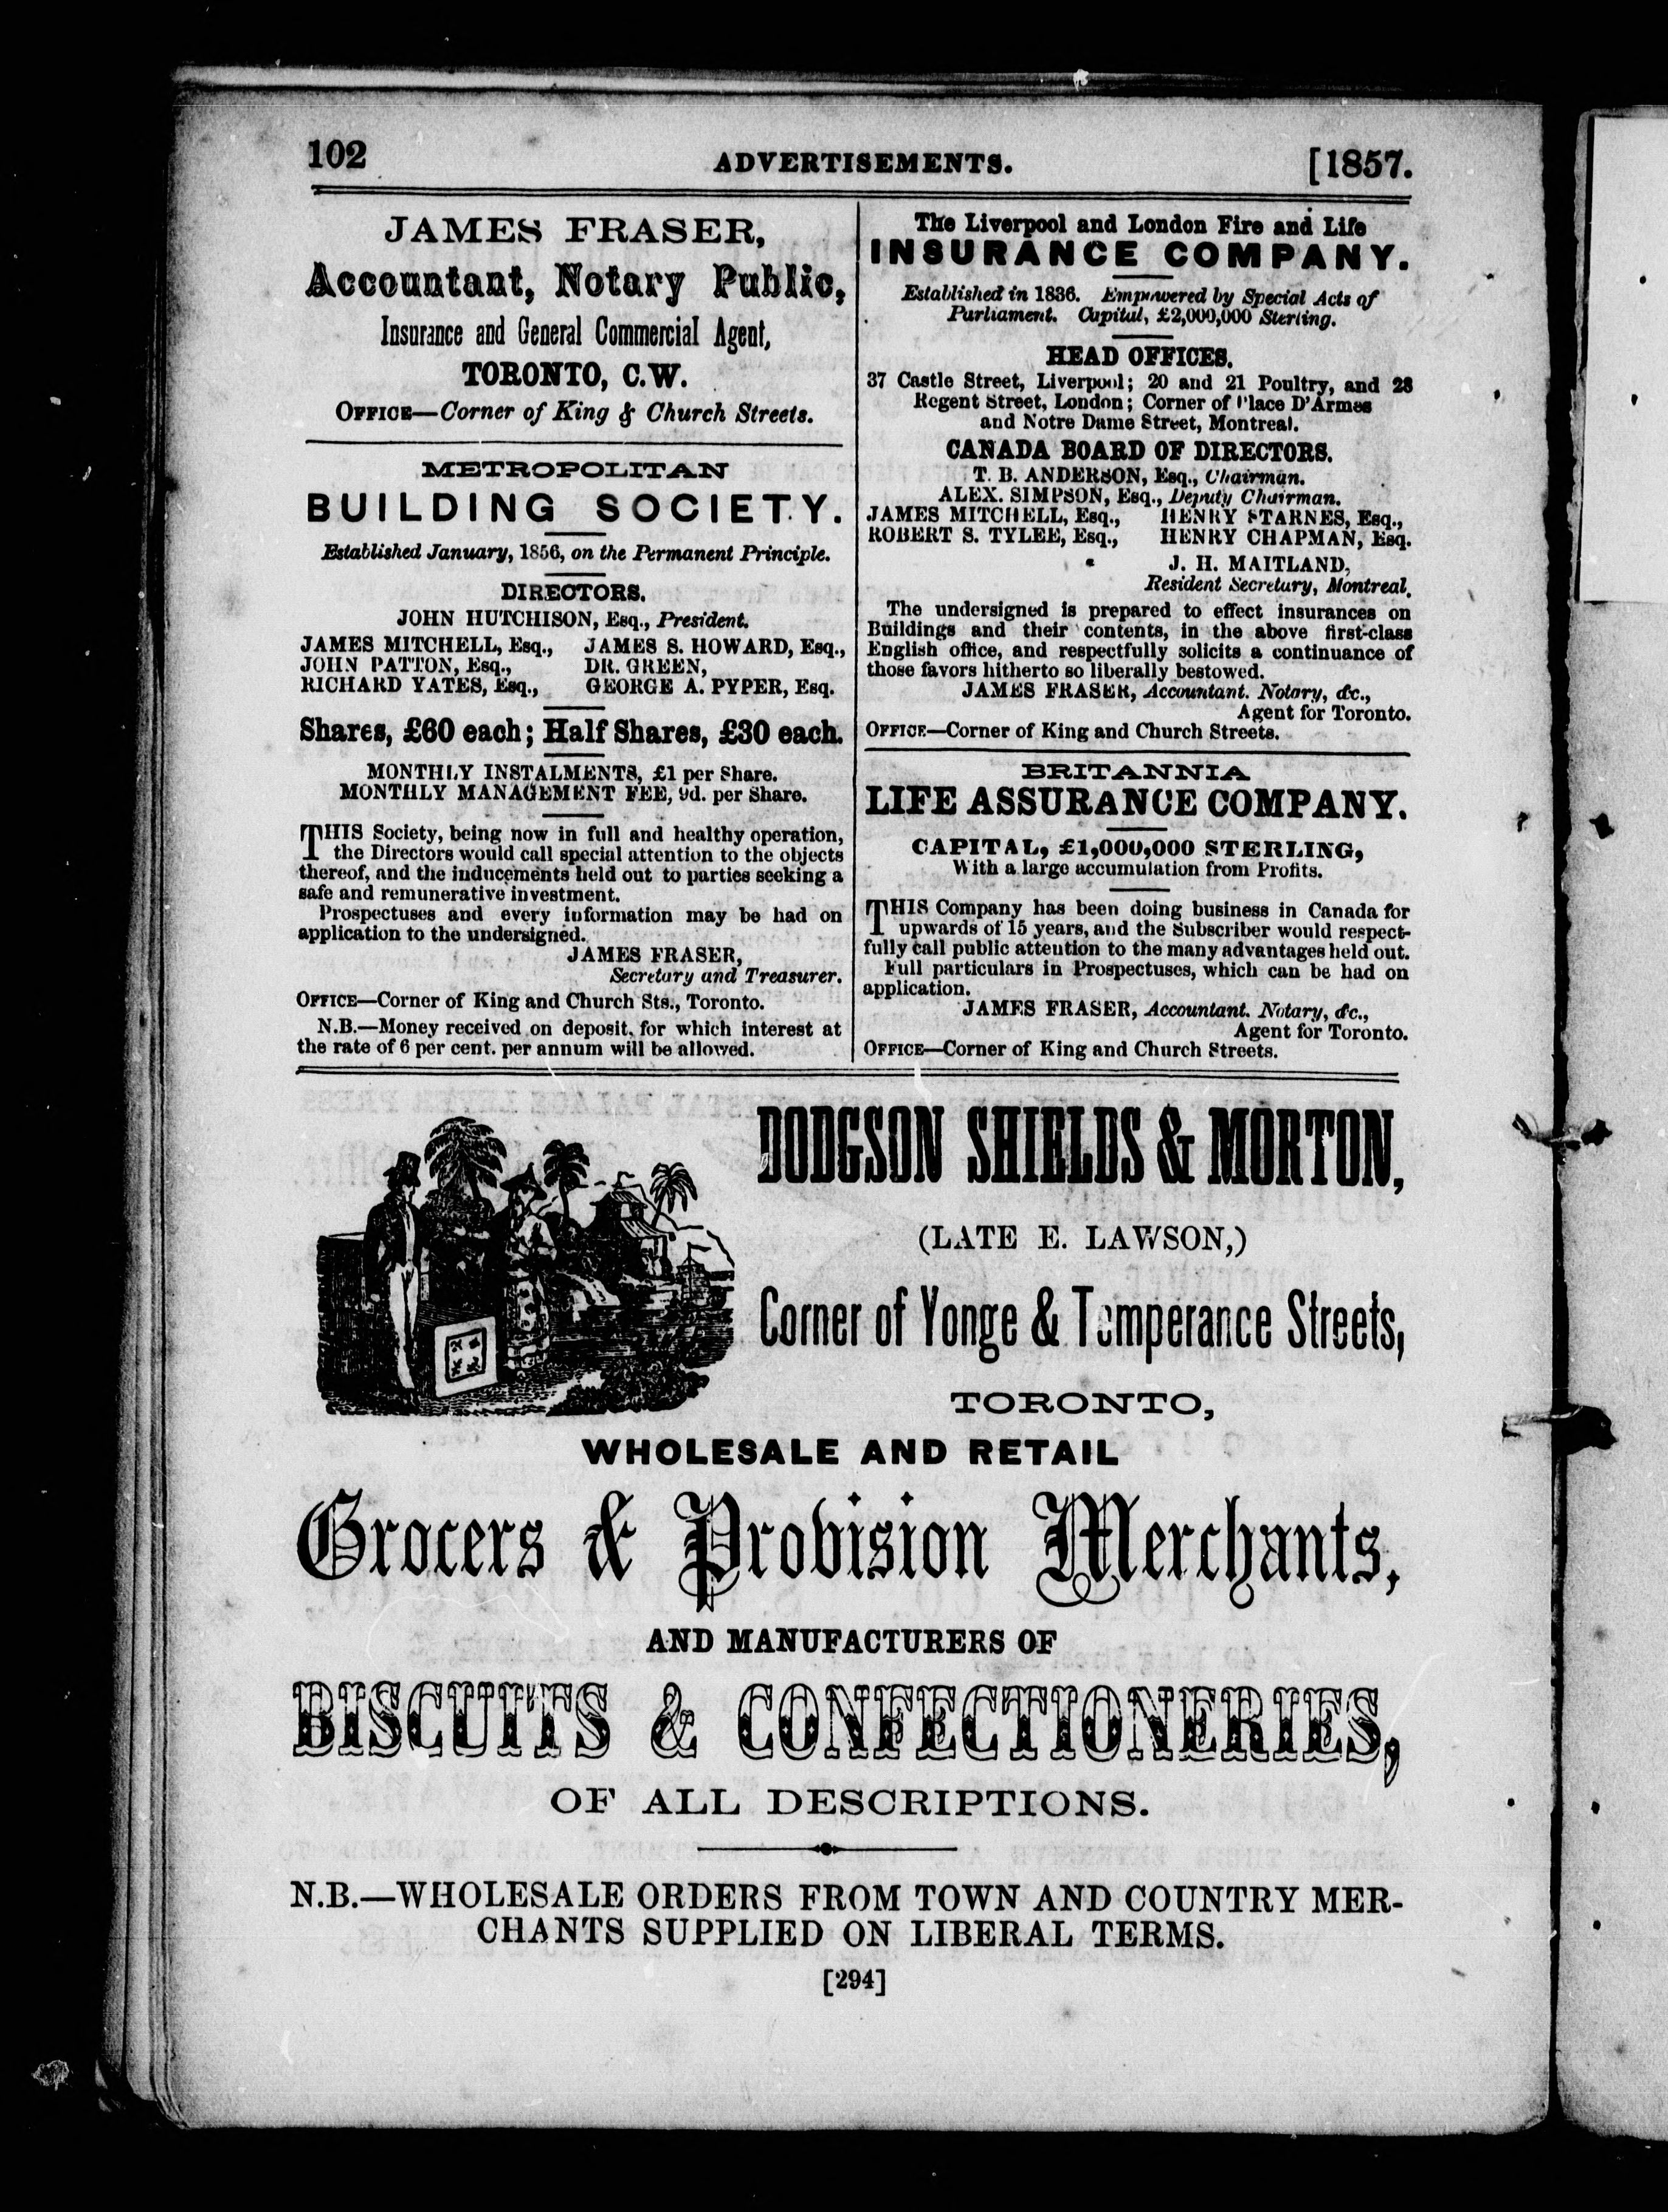 102 ADVERTISEMENTS. [1857.
JAMES FRASER,
Accountant, Notary Public,
Insurance and General Commercial Agent,
TORONTO, C.W.
OFFICE—Corner of King & Church Streets.
METROPOLITAN
BUILDING SOCIETY.
Established January, 1856, on the Permanent Principle.
DIRECTORS.
JOHN HUTCHISON, Esq., President.
JAMES MITCHELL, Esq., JAMES S. HOWARD, Esq.,
JOHN PATTON, Esq., DR. GREEN,
RICHARD YATES, Esq., GEORGE A. PYPER, Esq.
Shares, £60 each; Half Shares, £30 each.
MONTHLY INSTALMENTS, £1 per Share.
MONTHLY MANAGEMENT FEE, 9d. per Share.
THIS Society, being now in full and healthy operation,
the Directors would call special attention to the objects
thereof, and the inducements held out to parties seeking a
safe and remunerative investment.
Prospectuses and every information may be had on
application to the undersigned.
JAMES FRASER,
Secretary and Treasurer.
OFFICE—Corner of King and Church Sts., Toronto.
N.B.—Money received on deposit, for which interest at
the rate of 6 per cent. per annum will be allowed.
The Liverpool and London Fire and Life
INSURANCE COMPANY.
Established in 1836. Empowered by Special Acts of
Parliament. Capital, £2,000,000 Sterling.
HEAD OFFICES.
37 Castle Street, Liverpool; 20 and 21 Poultry, and 28
Regent Street, London; Corner of Place D'Armes
and Notre Dame Street, Montreal.
CANADA BOARD OF DIRECTORS.
T. B. ANDERSON, Esq., Chairman.
ALEX. SIMPSON, Esq., Deputy Chairman.
JAMES MITCHELL, Esq., HENRY STARNES, Esq.,
ROBERT S. TYLEE, Esq., HENRY CHAPMAN, Esq.
J. H. MAITLAND,
Resident Secretary, Montreal.
The undersigned is prepared to effect insurances on
Buildings and their contents, in the above first-class
English office, and respectfully solicits a continuance of
those favors hitherto so liberally bestowed.
JAMES FRASER, Accountant. Notary, &c.,
Agent for Toronto.
OFFICE—Corner of King and Church Streets.
BRITANNIA
LIFE ASSURANCE COMPANY.
CAPITAL, £1,000,000 STERLING,
With a large accumulation from Profits.
THIS Company has been doing business in Canada for
upwards of 15 years, and the Subscriber would respect-
fully call public attention to the many advantages held out.
Full particulars in Prospectuses, which can be had on
application.
JAMES FRASER, Accountant. Notary, &c.,
Agent for Toronto.
OFFICE—Corner of King and Church Streets.
DODGSON SHIELDS & MORTON,
(LATE E. LAWSON,)
Corner of Yonge & Temperance Streets,
TORONTO,
WHOLESALE AND RETAIL
Grocers & Provision Merchants,
AND MANUFACTURERS OF
BISCUITS & CONFECTIONERIES,
OF ALL DESCRIPTIONS.
N.B.—WHOLESALE ORDERS FROM TOWN AND COUNTRY MER-
CHANTS SUPPLIED ON LIBERAL TERMS.
[294]